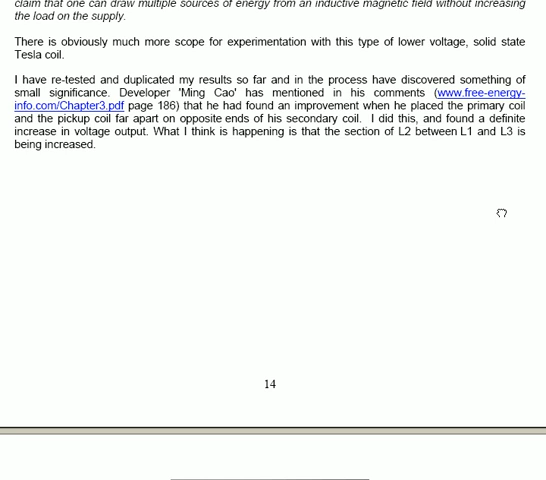 claim that one can draw multiple sources of energy from an inductive magnetic field without increasing
the load on the supply.
There is obviously much more scope for experimentation with this type of lower voltage, solid state
Tesla coil.
I have re-tested and duplicated my results so far and in the process have discovered something of
small significance. Developer 'Ming Cao' has mentioned in his comments (www.free-energy-
info.com/Chapter3.pdf page 186) that he had found an improvement when he placed the primary coil
and the pickup coil far apart on opposite ends of his secondary coil. I did this, and found a definite
increase in voltage output. What I think is happening is that the section of L2 between L1 and L3 is
being increased.
14